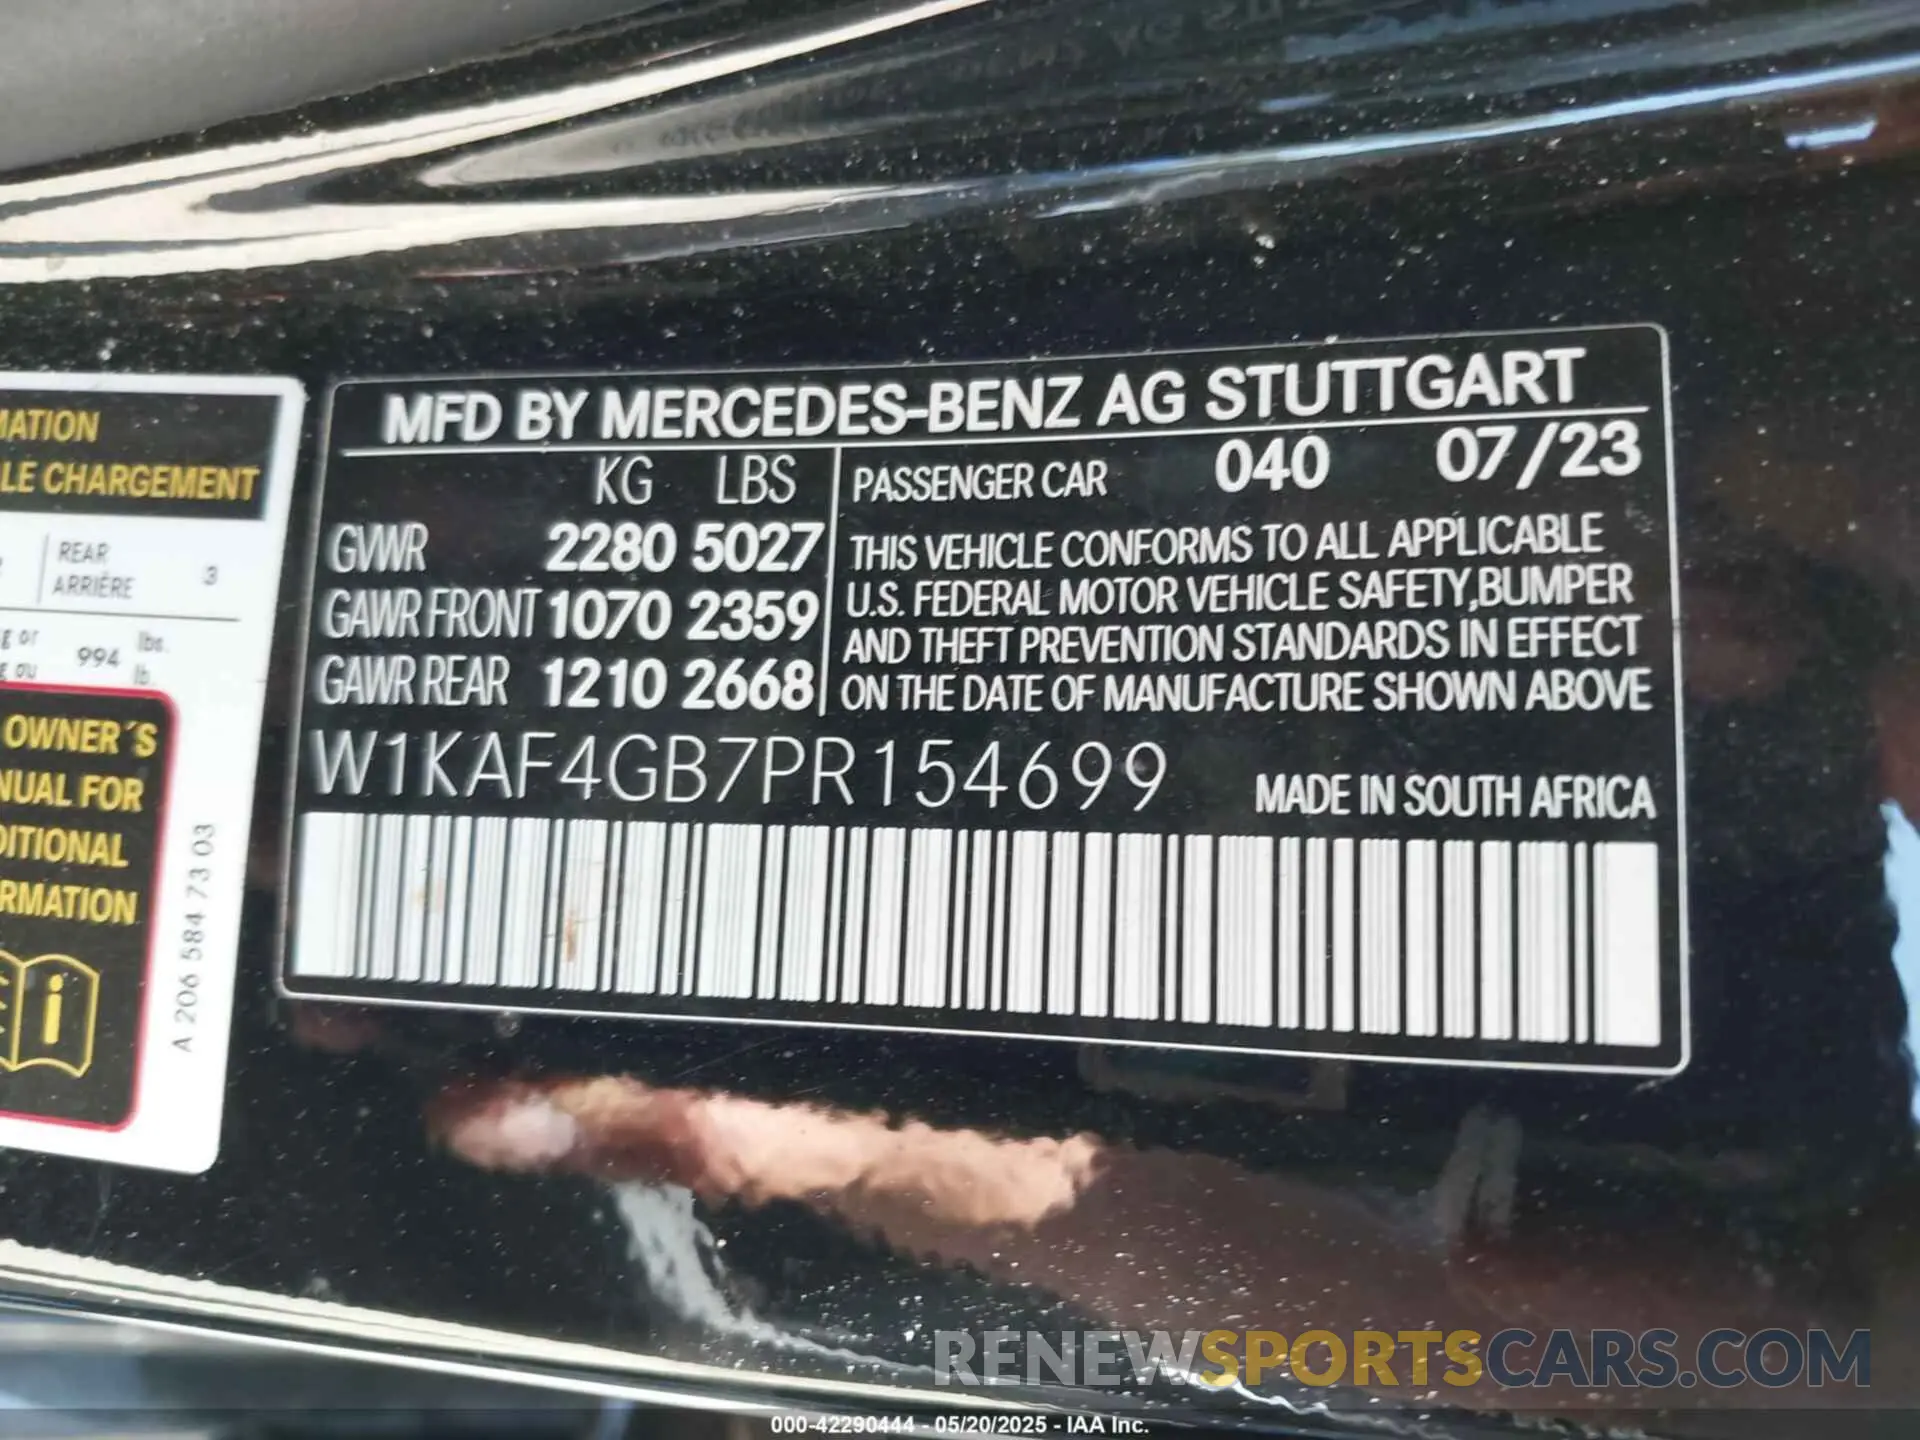 MATION
LE CHARGEMENT
REAR
ARRIÈRE 3
994 lbs.
lb.
OWNER´S
NUAL FOR
DITIONAL
RMATION
A 206 584 73 03
MFD BY MERCEDES-BENZ AG STUTTGART
KG LBS
GVWR 2280 5027
GAWR FRONT 1070 2359
GAWR REAR 1210 2668
PASSENGER CAR 040 07/23
THIS VEHICLE CONFORMS TO ALL APPLICABLE
U.S. FEDERAL MOTOR VEHICLE SAFETY,BUMPER
AND THEFT PREVENTION STANDARDS IN EFFECT
ON THE DATE OF MANUFACTURE SHOWN ABOVE
W1KAF4GB7PR154699
MADE IN SOUTH AFRICA
RENEWSPORTSCARS.COM
000-42290444 - 05/20/2025 - IAA Inc.